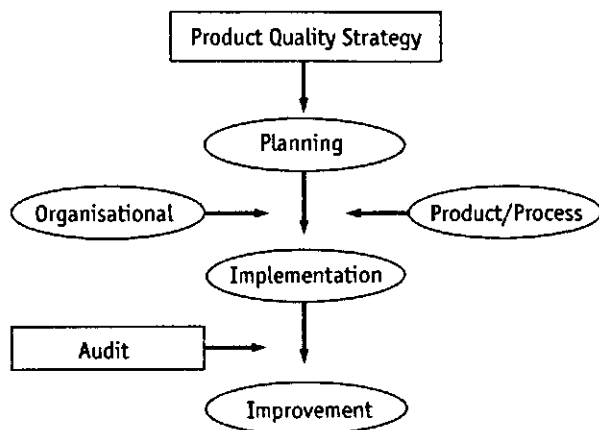 Product Quality Strategy
Planning
Organisational
Product/Process
Implementation
Audit
Improvement